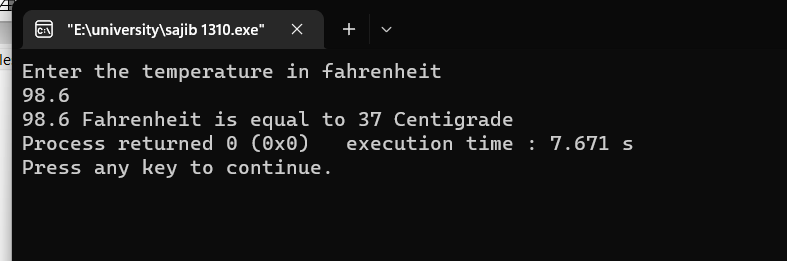 "E:\university\sajib 1310.exe"
Enter the temperature in fahrenheit
98.6
98.6 Fahrenheit is equal to 37 Centigrade
Process returned 0 (0x0)   execution time : 7.671 s
Press any key to continue.